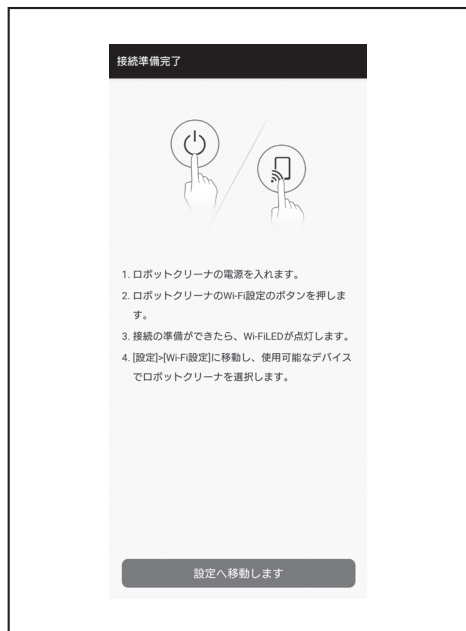 接続準備完了
1. ロボットクリーナの電源を入れます。
2. ロボットクリーナのWi-Fi設定のボタンを押しま
す。
3. 接続の準備ができたら、Wi-FiLEDが点灯します。
4. [設定]>[Wi-Fi設定]に移動し、使用可能なデバイス
でロボットクリーナを選択します。
設定へ移動します